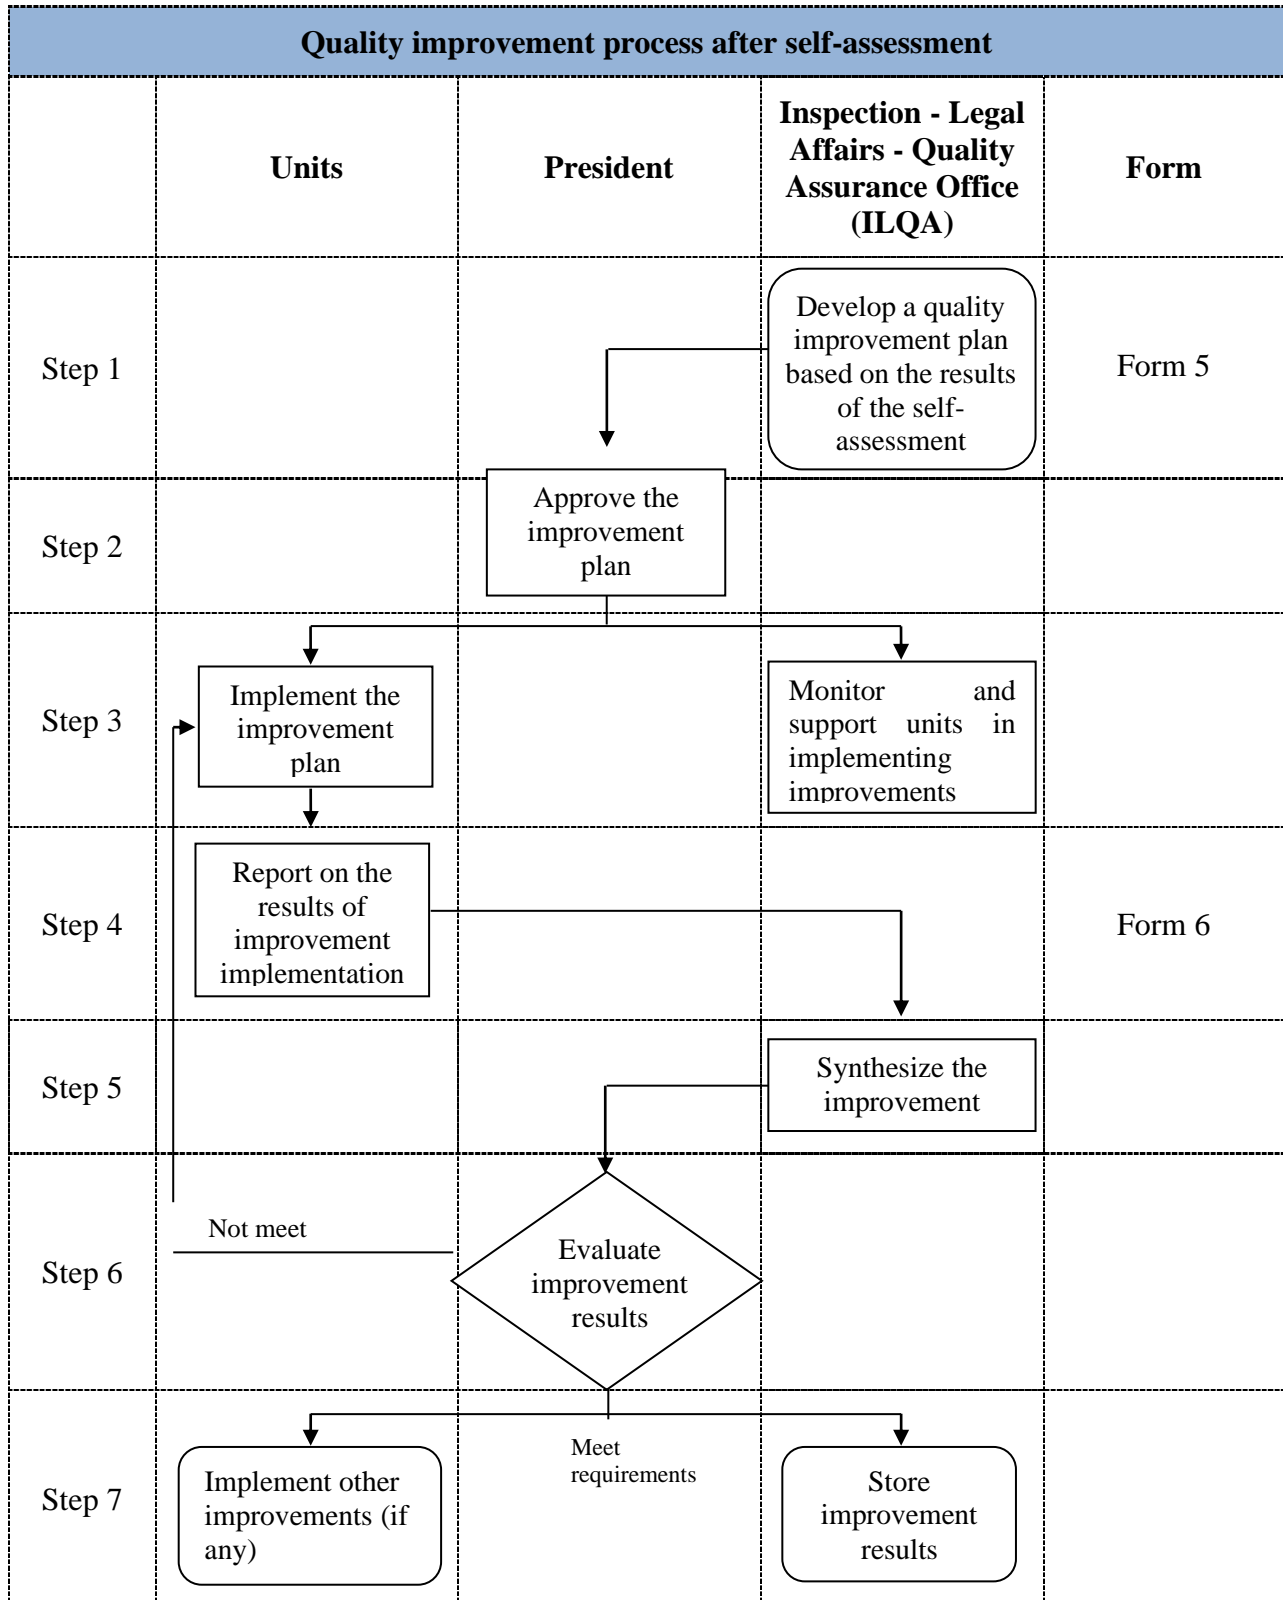 Quality improvement process after self-assessment
Units
President
Inspection - Legal
Affairs - Quality
Assurance Office
(ILQA)
Form
Step 1
Develop a quality
improvement plan
based on the results
of the self-
assessment
Form 5
Step 2
Approve the
improvement
plan
Step 3
Implement the
improvement
plan
Monitor and
support units in
implementing
improvements
Step 4
Report on the
results of
improvement
implementation
Form 6
Step 5
Synthesize the
improvement
Step 6
Not meet
Evaluate
improvement
results
Step 7
Implement other
improvements (if
any)
Meet
requirements
Store
improvement
results